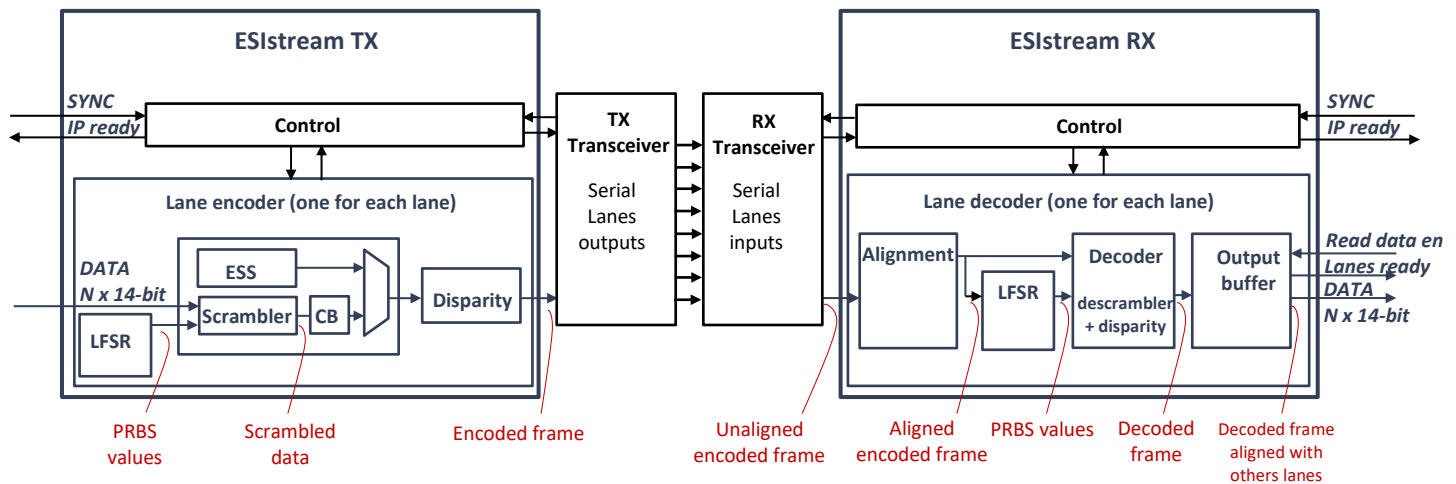 ESIstream TX
SYNC
IP ready
Control
Lane encoder (one for each lane)
DATA
N x 14-bit
ESS
Scrambler
CB
LFSR
Disparity
TX
Transceiver
Serial
Lanes
outputs
RX
Transceiver
Serial
Lanes
inputs
ESIstream RX
Control
SYNC
IP ready
Lane decoder (one for each lane)
Alignment
LFSR
Decoder
descrambler
+ disparity
Output
buffer
Read data en
Lanes ready
DATA
N x 14-bit
PRBS
values
Scrambled
data
Encoded frame
Unaligned
encoded frame
Aligned
encoded frame
PRBS values
Decoded
frame
Decoded frame
aligned with
others lanes